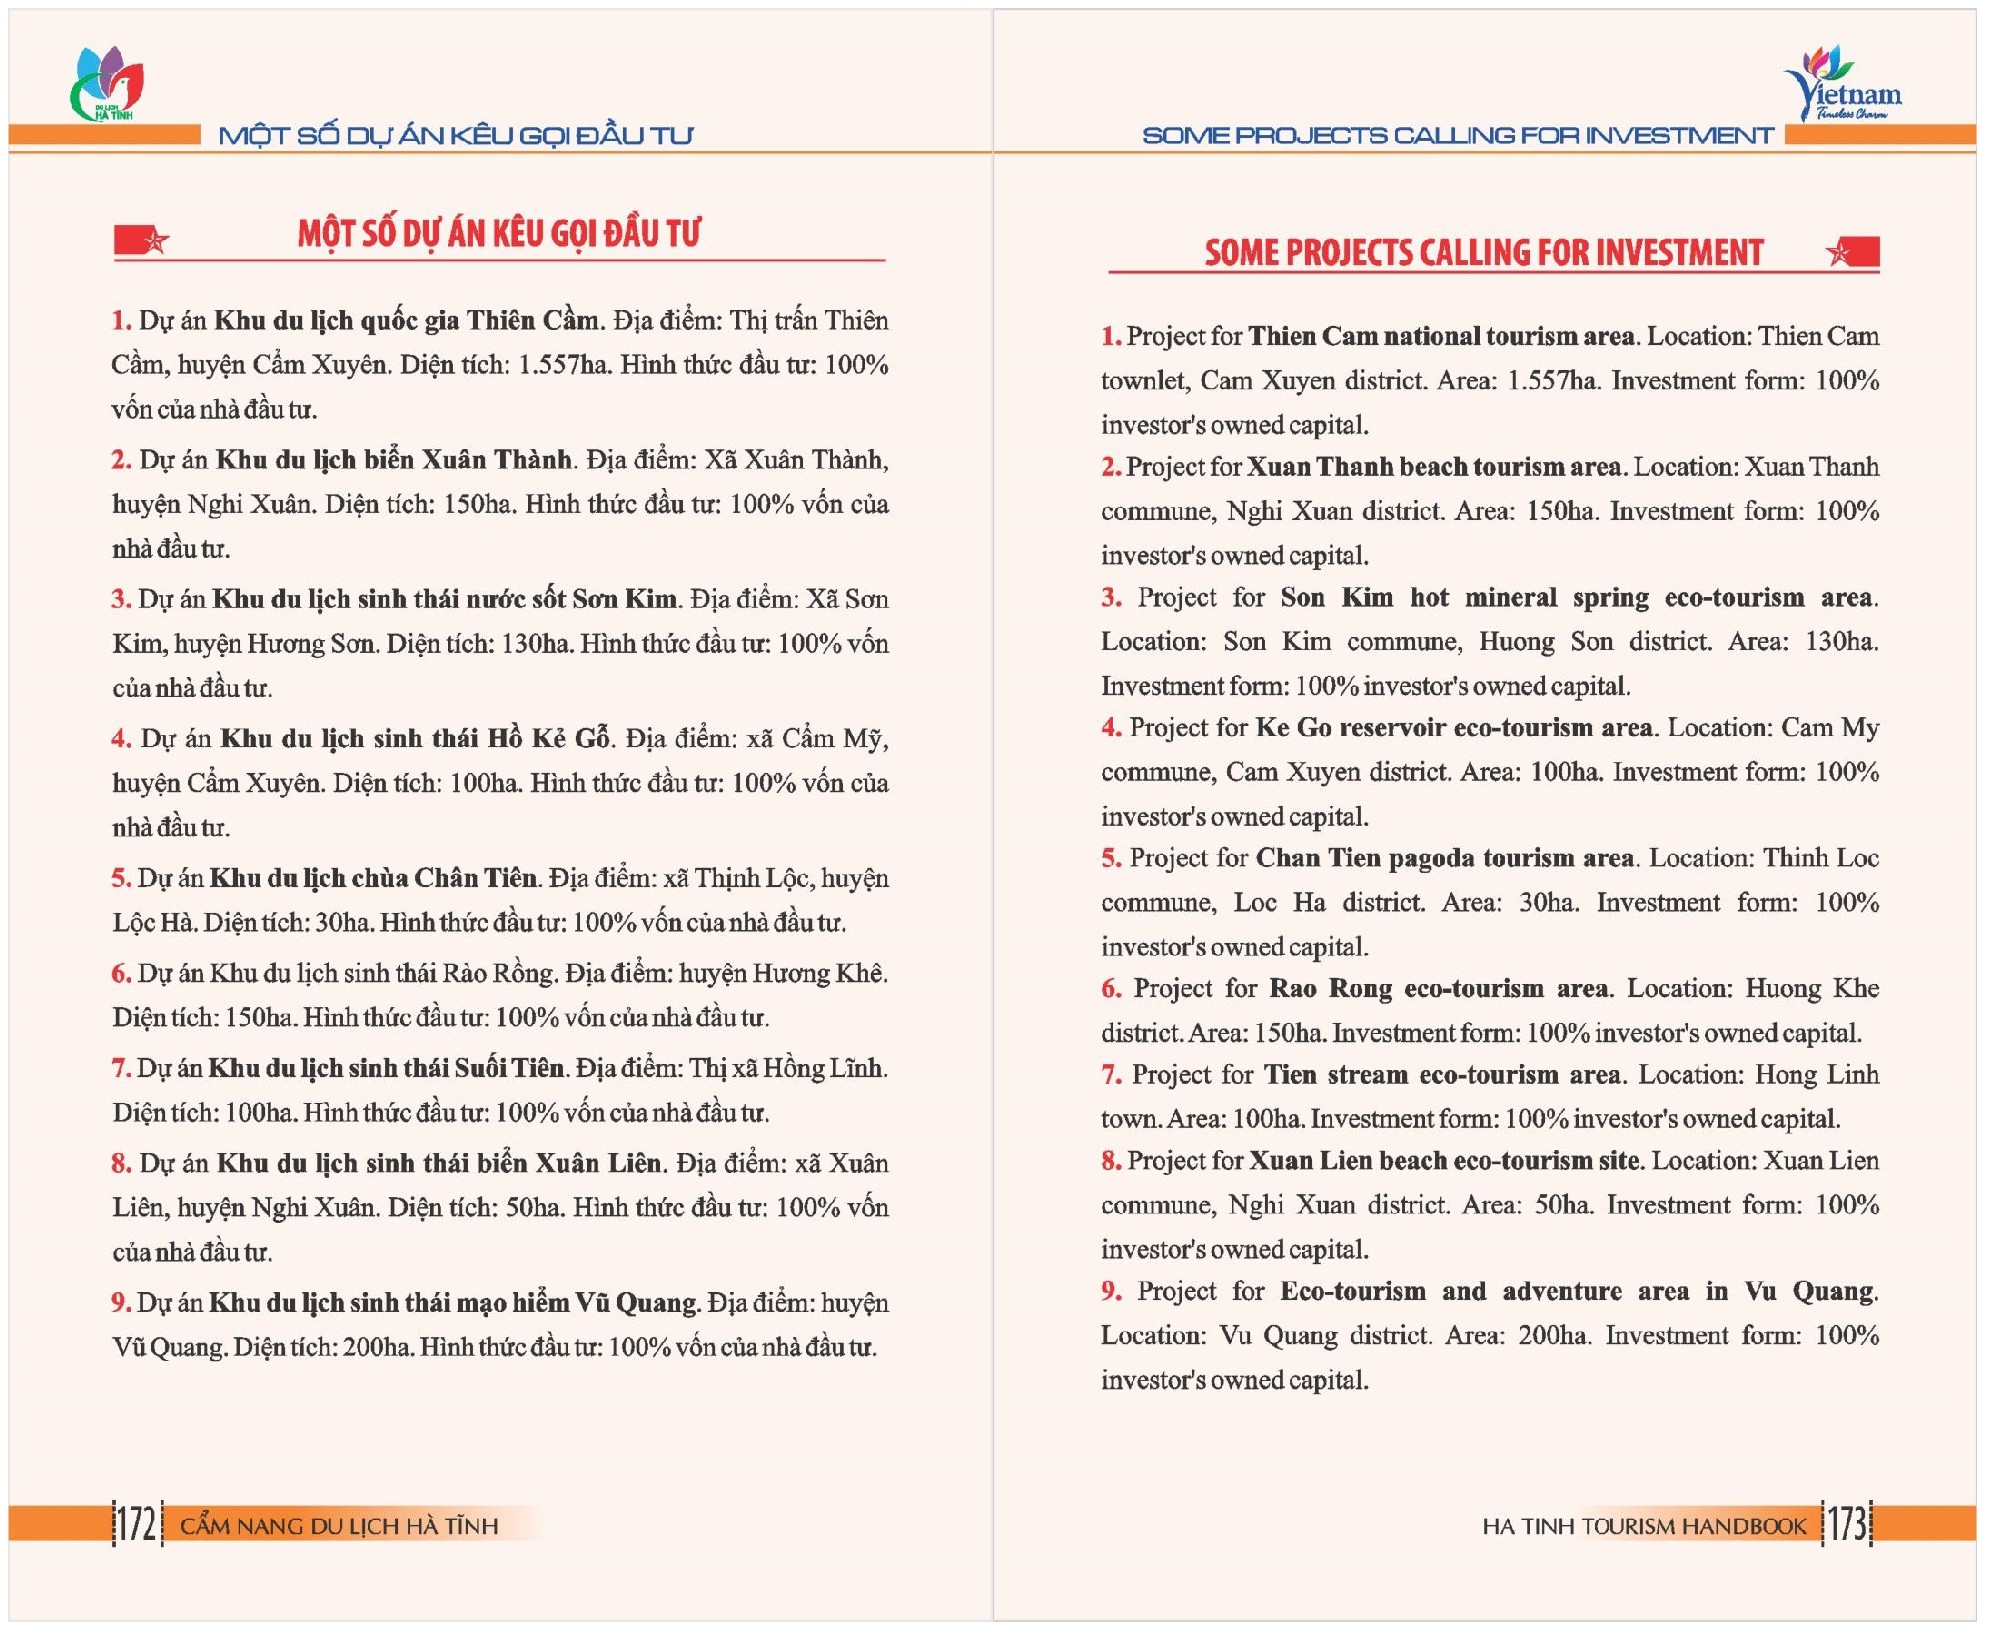 DU LỊCH
HÀ TĨNH
MỘT SỐ DỰ ÁN KÊU GỌI ĐẦU TƯ
MỘT SỐ DỰ ÁN KÊU GỌI ĐẦU TƯ
1. Dự án Khu du lịch quốc gia Thiên Cầm. Địa điểm: Thị trấn Thiên
Cầm, huyện Cẩm Xuyên. Diện tích: 1.557ha. Hình thức đầu tư: 100%
vốn của nhà đầu tư.
2. Dự án Khu du lịch biển Xuân Thành. Địa điểm: Xã Xuân Thành,
huyện Nghi Xuân. Diện tích: 150ha. Hình thức đầu tư: 100% vốn của
nhà đầu tư.
3. Dự án Khu du lịch sinh thái nước sốt Sơn Kim. Địa điểm: Xã Sơn
Kim, huyện Hương Sơn. Diện tích: 130ha. Hình thức đầu tư: 100% vốn
của nhà đầu tư.
4. Dự án Khu du lịch sinh thái Hồ Kẻ Gỗ. Địa điểm: xã Cẩm Mỹ,
huyện Cẩm Xuyên. Diện tích: 100ha. Hình thức đầu tư: 100% vốn của
nhà đầu tư.
5. Dự án Khu du lịch chùa Chân Tiên. Địa điểm: xã Thịnh Lộc, huyện
Lộc Hà. Diện tích: 30ha. Hình thức đầu tư: 100% vốn của nhà đầu tư.
6. Dự án Khu du lịch sinh thái Rào Rồng. Địa điểm: huyện Hương Khê.
Diện tích: 150ha. Hình thức đầu tư: 100% vốn của nhà đầu tư.
7. Dự án Khu du lịch sinh thái Suối Tiên. Địa điểm: Thị xã Hồng Lĩnh.
Diện tích: 100ha. Hình thức đầu tư: 100% vốn của nhà đầu tư.
8. Dự án Khu du lịch sinh thái biển Xuân Liên. Địa điểm: xã Xuân
Liên, huyện Nghi Xuân. Diện tích: 50ha. Hình thức đầu tư: 100% vốn
của nhà đầu tư.
9. Dự án Khu du lịch sinh thái mạo hiểm Vũ Quang. Địa điểm: huyện
Vũ Quang. Diện tích: 200ha. Hình thức đầu tư: 100% vốn của nhà đầu tư.
172 CẨM NANG DU LỊCH HÀ TĨNH
Vietnam
Timeless Charm
SOME PROJECTS CALLING FOR INVESTMENT
SOME PROJECTS CALLING FOR INVESTMENT
1. Project for Thien Cam national tourism area. Location: Thien Cam
townlet, Cam Xuyen district. Area: 1.557ha. Investment form: 100%
investor's owned capital.
2. Project for Xuan Thanh beach tourism area. Location: Xuan Thanh
commune, Nghi Xuan district. Area: 150ha. Investment form: 100%
investor's owned capital.
3. Project for Son Kim hot mineral spring eco-tourism area.
Location: Son Kim commune, Huong Son district. Area: 130ha.
Investment form: 100% investor's owned capital.
4. Project for Ke Go reservoir eco-tourism area. Location: Cam My
commune, Cam Xuyen district. Area: 100ha. Investment form: 100%
investor's owned capital.
5. Project for Chan Tien pagoda tourism area. Location: Thinh Loc
commune, Loc Ha district. Area: 30ha. Investment form: 100%
investor's owned capital.
6. Project for Rao Rong eco-tourism area. Location: Huong Khe
district. Area: 150ha. Investment form: 100% investor's owned capital.
7. Project for Tien stream eco-tourism area. Location: Hong Linh
town. Area: 100ha. Investment form: 100% investor's owned capital.
8. Project for Xuan Lien beach eco-tourism site. Location: Xuan Lien
commune, Nghi Xuan district. Area: 50ha. Investment form: 100%
investor's owned capital.
9. Project for Eco-tourism and adventure area in Vu Quang.
Location: Vu Quang district. Area: 200ha. Investment form: 100%
investor's owned capital.
HA TINH TOURISM HANDBOOK 173